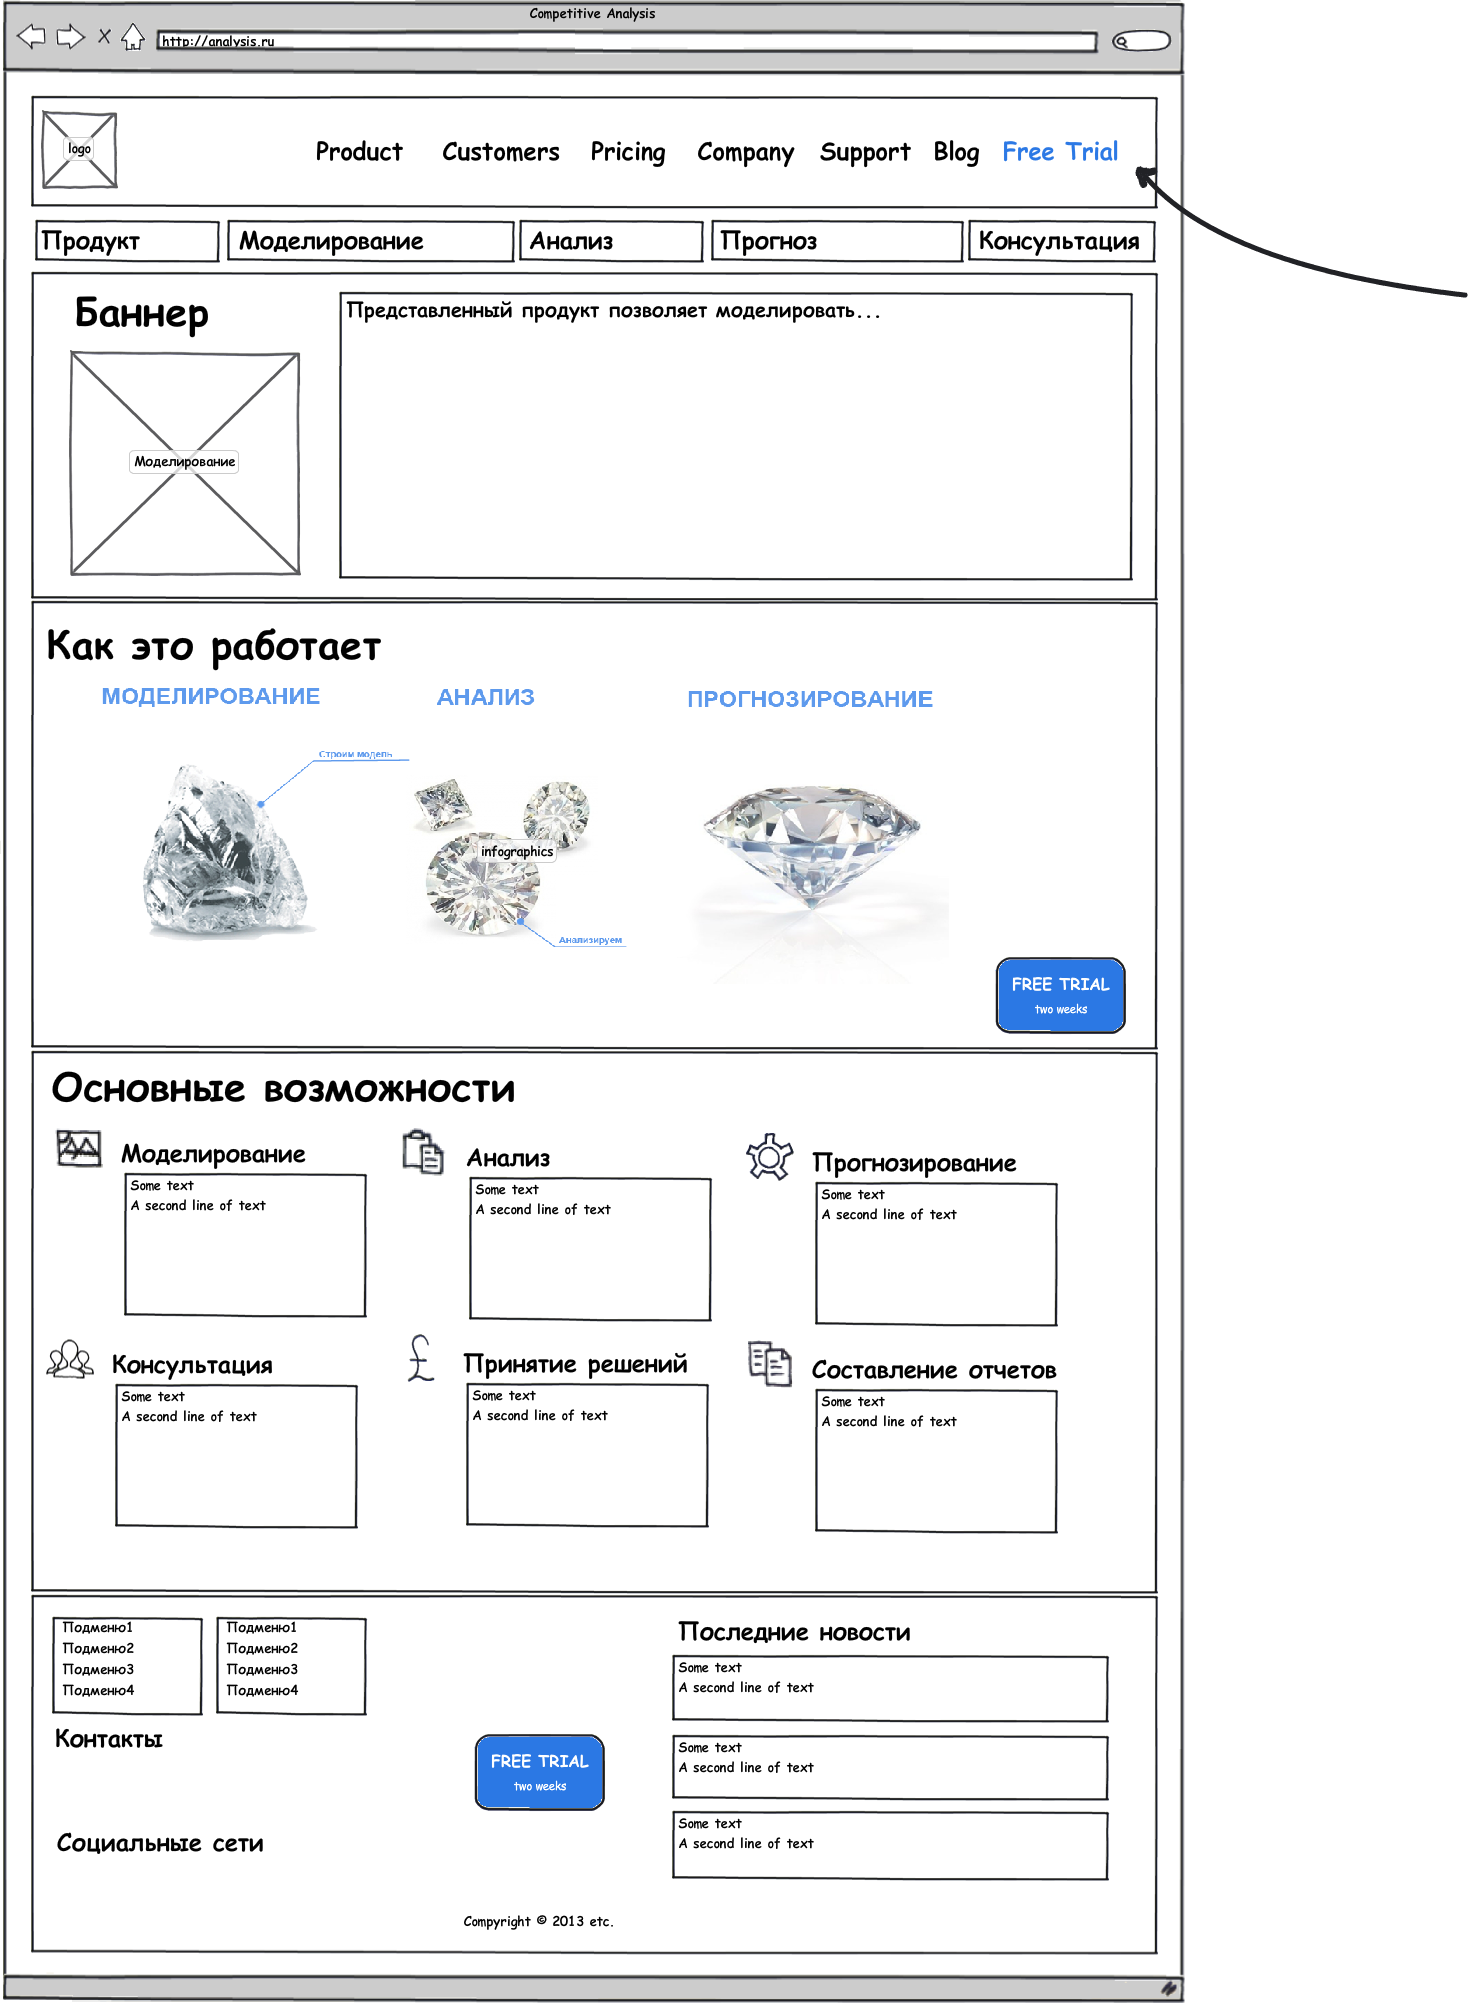 Competitive Analysis
http://analysis.ru
logo
Product Customers Pricing Company Support Blog Free Trial
Продукт Моделирование Анализ Прогноз Консультация
Баннер
Моделирование
Представленный продукт позволяет моделировать...
Как это работает
МОДЕЛИРОВАНИЕ АНАЛИЗ ПРОГНОЗИРОВАНИЕ
Строим модель
infographics
Анализируем
FREE TRIAL
two weeks
Основные возможности
Моделирование
Some text
A second line of text
Анализ
Some text
A second line of text
Прогнозирование
Some text
A second line of text
Консультация
Some text
A second line of text
£
Принятие решений
Some text
A second line of text
Составление отчетов
Some text
A second line of text
Подменю1
Подменю2
Подменю3
Подменю4
Подменю1
Подменю2
Подменю3
Подменю4
Контакты
Социальные сети
FREE TRIAL
two weeks
Последние новости
Some text
A second line of text
Some text
A second line of text
Some text
A second line of text
Compyright © 2013 etc.